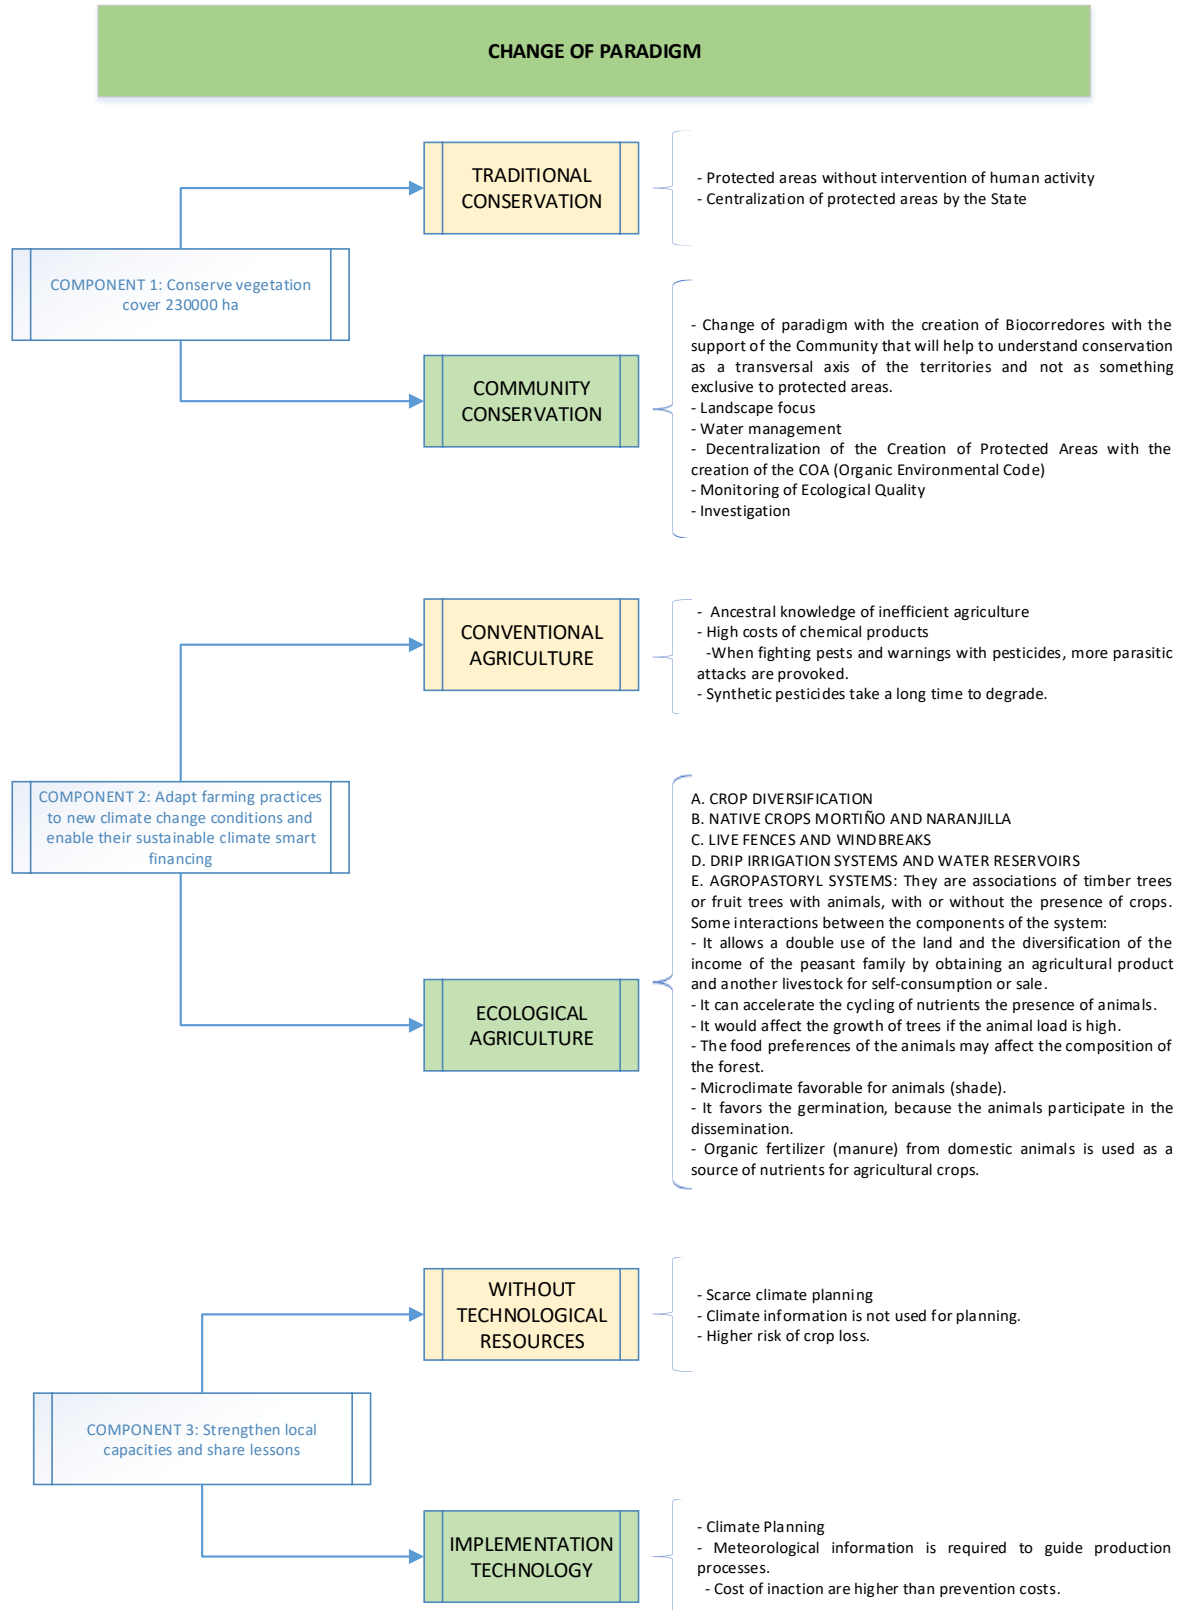 CHANGE OF PARADIGM
TRADITIONAL
CONSERVATION
- Protected areas without intervention of human activity
- Centralization of protected areas by the State
COMPONENT 1: Conserve vegetation
cover 230000 ha
COMMUNITY
CONSERVATION
- Change of paradigm with the creation of Biocorredores with the
support of the Community that will help to understand conservation
as a transversal axis of the territories and not as something
exclusive to protected areas.
- Landscape focus
- Water management
- Decentralization of the Creation of Protected Areas with the
creation of the COA (Organic Environmental Code)
- Monitoring of Ecological Quality
- Investigation
CONVENTIONAL
AGRICULTURE
- Ancestral knowledge of inefficient agriculture
- High costs of chemical products
-When fighting pests and warnings with pesticides, more parasitic
attacks are provoked.
- Synthetic pesticides take a long time to degrade.
COMPONENT 2: Adapt farming practices
to new climate change conditions and
enable their sustainable climate smart
financing
ECOLOGICAL
AGRICULTURE
A. CROP DIVERSIFICATION
B. NATIVE CROPS MORTIÑO AND NARANJILLA
C. LIVE FENCES AND WINDBREAKS
D. DRIP IRRIGATION SYSTEMS AND WATER RESERVOIRS
E. AGROPASTORYL SYSTEMS: They are associations of timber trees
or fruit trees with animals, with or without the presence of crops.
Some interactions between the components of the system:
- It allows a double use of the land and the diversification of the
income of the peasant family by obtaining an agricultural product
and another livestock for self-consumption or sale.
- It can accelerate the cycling of nutrients the presence of animals.
- It would affect the growth of trees if the animal load is high.
- The food preferences of the animals may affect the composition of
the forest.
- Microclimate favorable for animals (shade).
- It favors the germination, because the animals participate in the
dissemination.
- Organic fertilizer (manure) from domestic animals is used as a
source of nutrients for agricultural crops.
WITHOUT
TECHNOLOGICAL
RESOURCES
- Scarce climate planning
- Climate information is not used for planning.
- Higher risk of crop loss.
COMPONENT 3: Strengthen local
capacities and share lessons
IMPLEMENTATION
TECHNOLOGY
- Climate Planning
- Meteorological information is required to guide production
processes.
- Cost of inaction are higher than prevention costs.